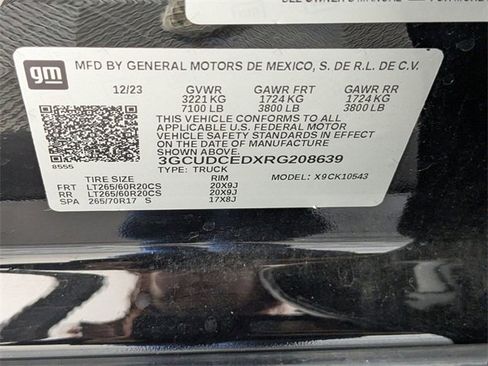 gm
MFD BY GENERAL MOTORS DE MEXICO, S. DE R.L. DE C.V.
12/23 GVWR GAWR FRT GAWR RR
3221 KG 1724 KG 1724 KG
7100 LB 3800 LB 3800 LB
THIS VEHICLE CONFORMS TO ALL
APPLICABLE U.S. FEDERAL MOTOR
VEHICLE SAFETY STANDARDS IN EFFECT
ON THE DATE OF MANUFACTURE
SHOWN ABOVE.
8555 3GCUDCEDXRG208639
TYPE: TRUCK
TIRE SIZE RIM MODEL: X9CK10543
FRT LT265/60R20CS 20X9J
RR LT265/60R20CS 20X9J
SPA 265/70R17 S 17X8J